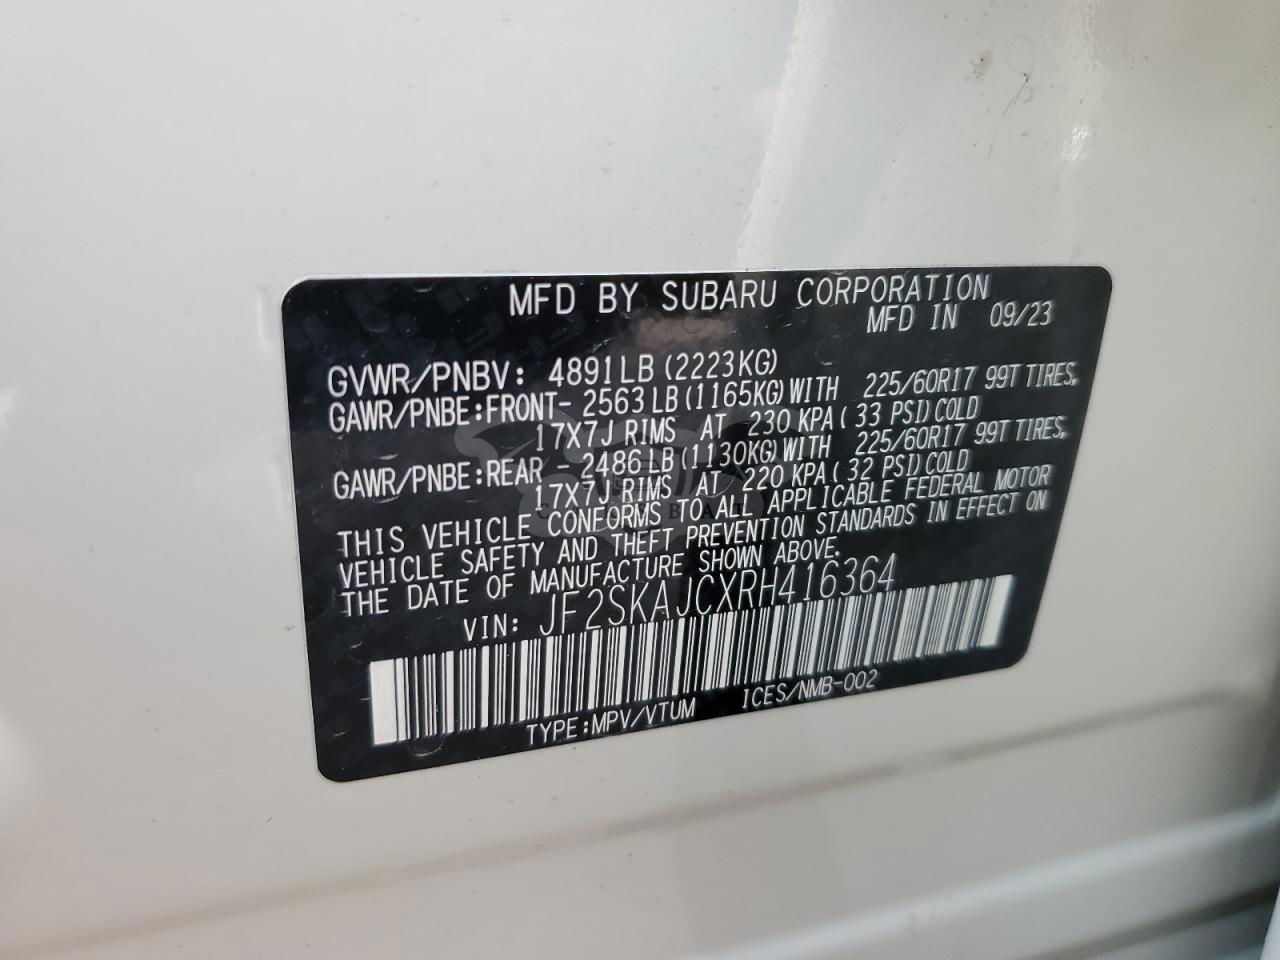 MFD BY SUBARU CORPORATION
MFD IN 09/23
GVWR/PNBV: 4891LB (2223KG)
GAWR/PNBE:FRONT- 2563LB(1165KG)WITH 225/60R17 99T TIRES,
17X7J RIMS AT 230 KPA( 33 PSI)COLD
GAWR/PNBE:REAR - 2486LB(1130KG)WITH 225/60R17 99T TIRES,
17X7J RIMS AT 220 KPA( 32 PSI)COLD
THIS VEHICLE CONFORMS TO ALL APPLICABLE FEDERAL MOTOR
VEHICLE SAFETY AND THEFT PREVENTION STANDARDS IN EFFECT ON
THE DATE OF MANUFACTURE SHOWN ABOVE.
VIN: JF2SKAJCXRH416364
TYPE:MPV/VTUM ICES/NMB-002